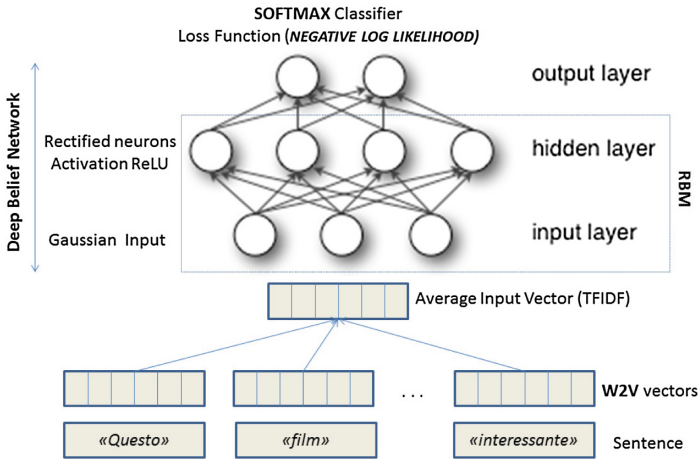 SOFTMAX Classifier
Loss Function (NEGATIVE LOG LIKELIHOOD)
output layer
Deep Belief Network
Rectified neurons
Activation ReLU
hidden layer
RBM
Gaussian Input
input layer
Average Input Vector (TFIDF)
. . .
W2V vectors
«Questo»
«film»
«interessante»
Sentence